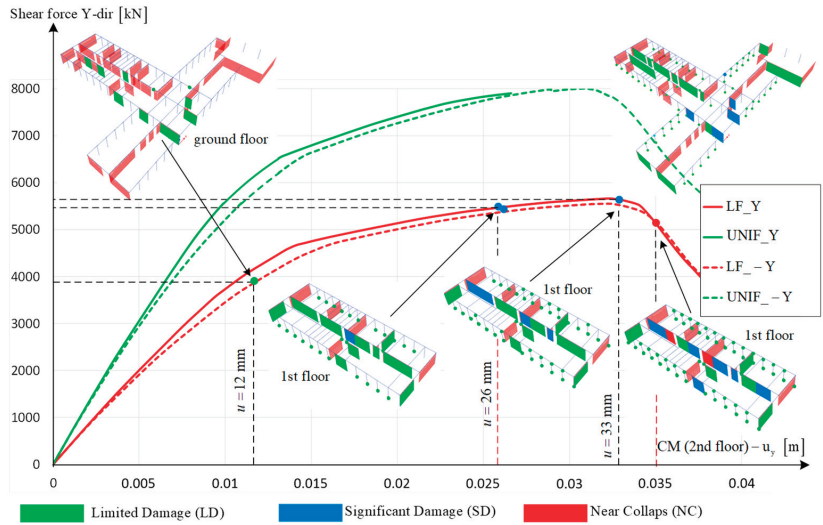 Shear force Y-dir [kN]
8000
7000
6000
5000
4000
3000
2000
1000
0
ground floor
LF_Y
UNIF_Y
LF_ – Y
UNIF_ – Y
1st floor
1st floor
1st floor
u = 12 mm
u = 26 mm
u = 33 mm
CM (2nd floor) – uy [m]
0
0.005
0.01
0.015
0.02
0.025
0.03
0.035
0.04
Limited Damage (LD)
Significant Damage (SD)
Near Collaps (NC)